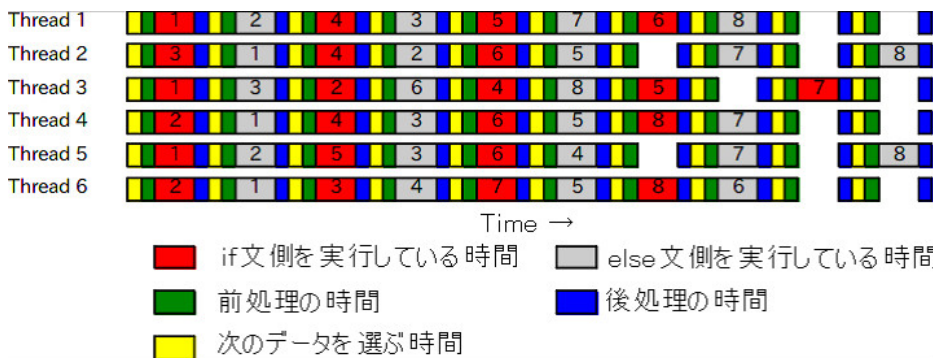 Thread 1 1 2 4 3 5 7 6 8
Thread 2 3 1 4 2 6 5 7 8
Thread 3 1 3 2 6 4 8 5 7
Thread 4 2 1 4 3 6 5 8 7
Thread 5 1 2 5 3 6 4 7 8
Thread 6 2 1 3 4 7 5 8 6
Time →
if文側を実行している時間
else文側を実行している時間
前処理の時間
後処理の時間
次のデータを選ぶ時間